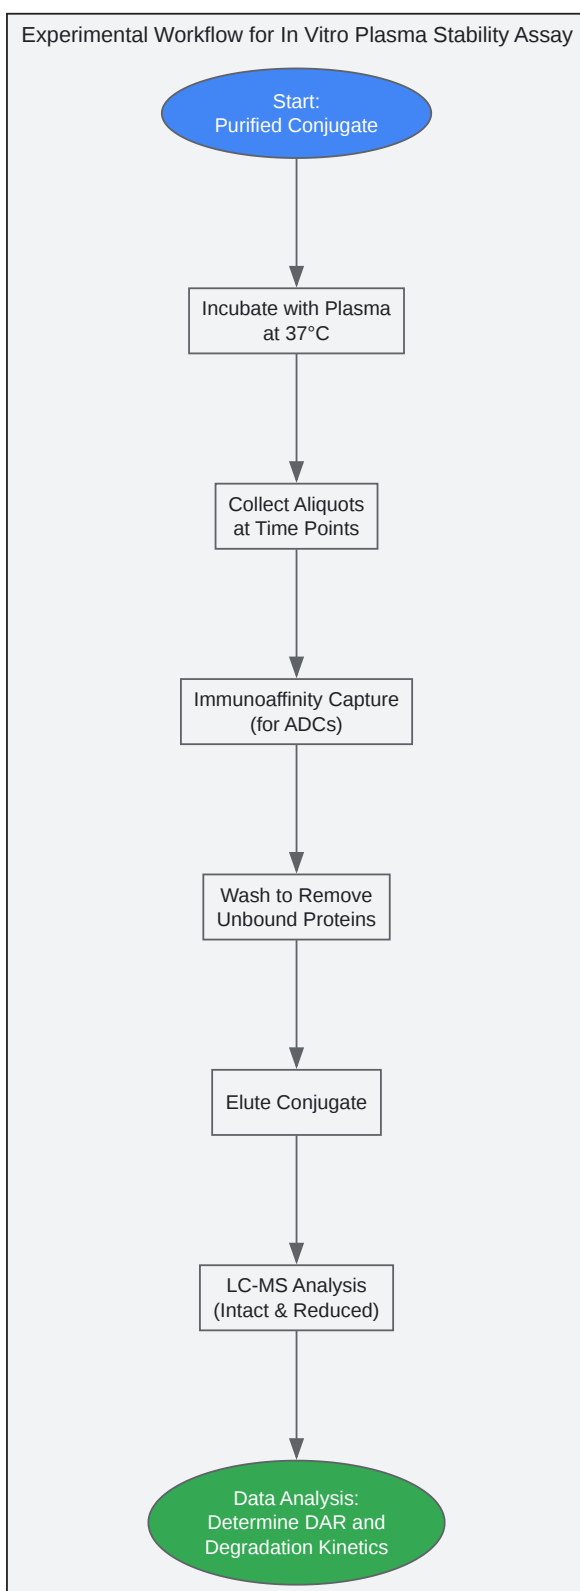 Experimental Workflow for In Vitro Plasma Stability Assay
Start:
Purified Conjugate
Incubate with Plasma
at 37°C
Collect Aliquots
at Time Points
Immunoaffinity Capture
(for ADCs)
Wash to Remove
Unbound Proteins
Elute Conjugate
LC-MS Analysis
(Intact & Reduced)
Data Analysis:
Determine DAR and
Degradation Kinetics